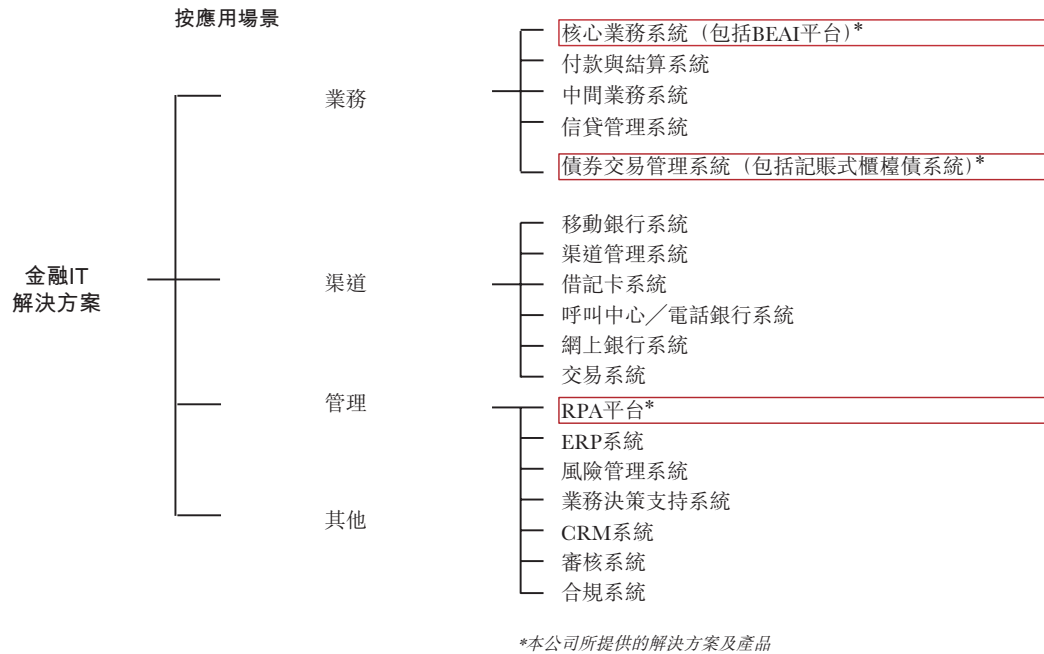 按應用場景
金融IT
解決方案
業務
核心業務系統（包括BEAI平台）*
付款與結算系統
中間業務系統
信貸管理系統
債券交易管理系統（包括記賬式櫃檯債系統）*
渠道
移動銀行系統
渠道管理系統
借記卡系統
呼叫中心／電話銀行系統
網上銀行系統
交易系統
管理
RPA平台*
ERP系統
風險管理系統
業務決策支持系統
CRM系統
審核系統
合規系統
其他
*本公司所提供的解決方案及產品